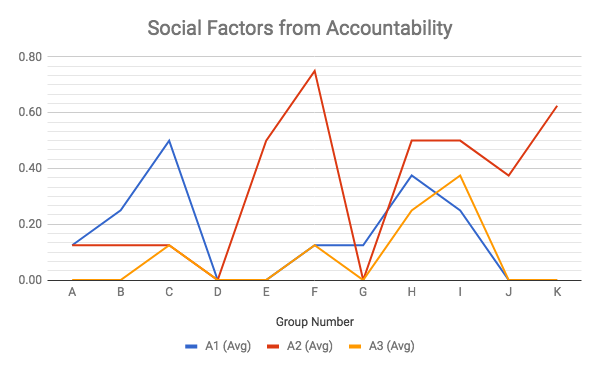 Social Factors from Accountability
0.80
0.60
0.40
0.20
0.00
A B C D E F G H I J K
Group Number
A1 (Avg) A2 (Avg) A3 (Avg)